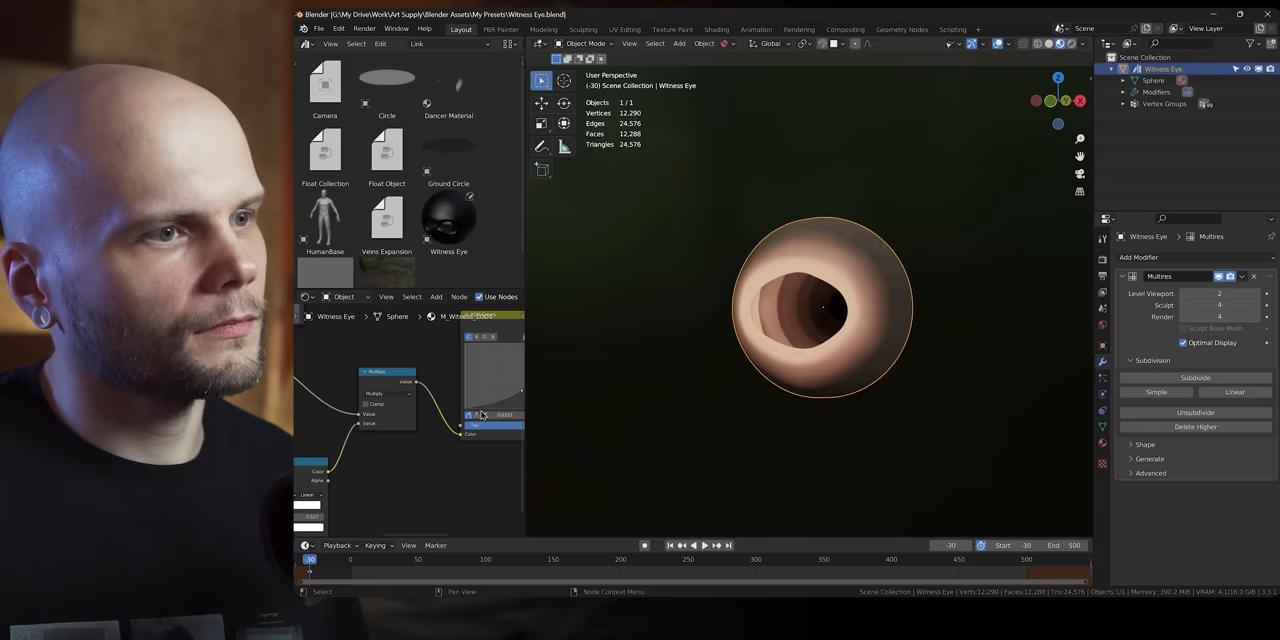 Blender [G:\My Drive\Work\Art Supply\Blender Assets\My Presets\Witness Eye.blend]
File Edit Render Window Help Layout PBR Painter Modeling Sculpting UV Editing Texture Paint Shading Animation Rendering Compositing Geometry Nodes Scripting Scene View Layer
View Select Edit Link
Object Mode View Select Add Object Global
Camera Circle Dancer Material
Float Collection Float Object Ground Circle
HumanBase Veins Expansion Witness Eye
User Perspective
(-30) Scene Collection | Witness Eye
Objects 1 / 1
Vertices 12,290
Edges 24,576
Faces 12,288
Triangles 24,576
Z
Y
X
Scene Collection
Witness Eye
Sphere
Modifiers
Vertex Groups
Witness Eye Multires
Add Modifier
Multires
Level Viewport 2
Sculpt 4
Render 4
Sculpt Base Mesh
Optimal Display
Subdivision
Subdivide
Simple Linear
Unsubdivide
Delete Higher
Shape
Generate
Advanced
Object View Select Add Node Use Nodes
Witness Eye Sphere
C R G B
Multiply
Value
Multiply
Clamp
Value
Value
0.8333
Fac
Color
Color
Alpha
Linear
0.527
Playback Keying View Marker
-30 Start -30 End 500
-30 0 50 100 150 200 250 300 350 400 450 500
Select Pan View Node Context Menu
Scene Collection | Witness Eye | Verts:12,290 | Faces:12,288 | Tris:24,576 | Objects:1/1 | Memory: 390.2 MiB | VRAM: 4.1/16.0 GiB | 3.3.1